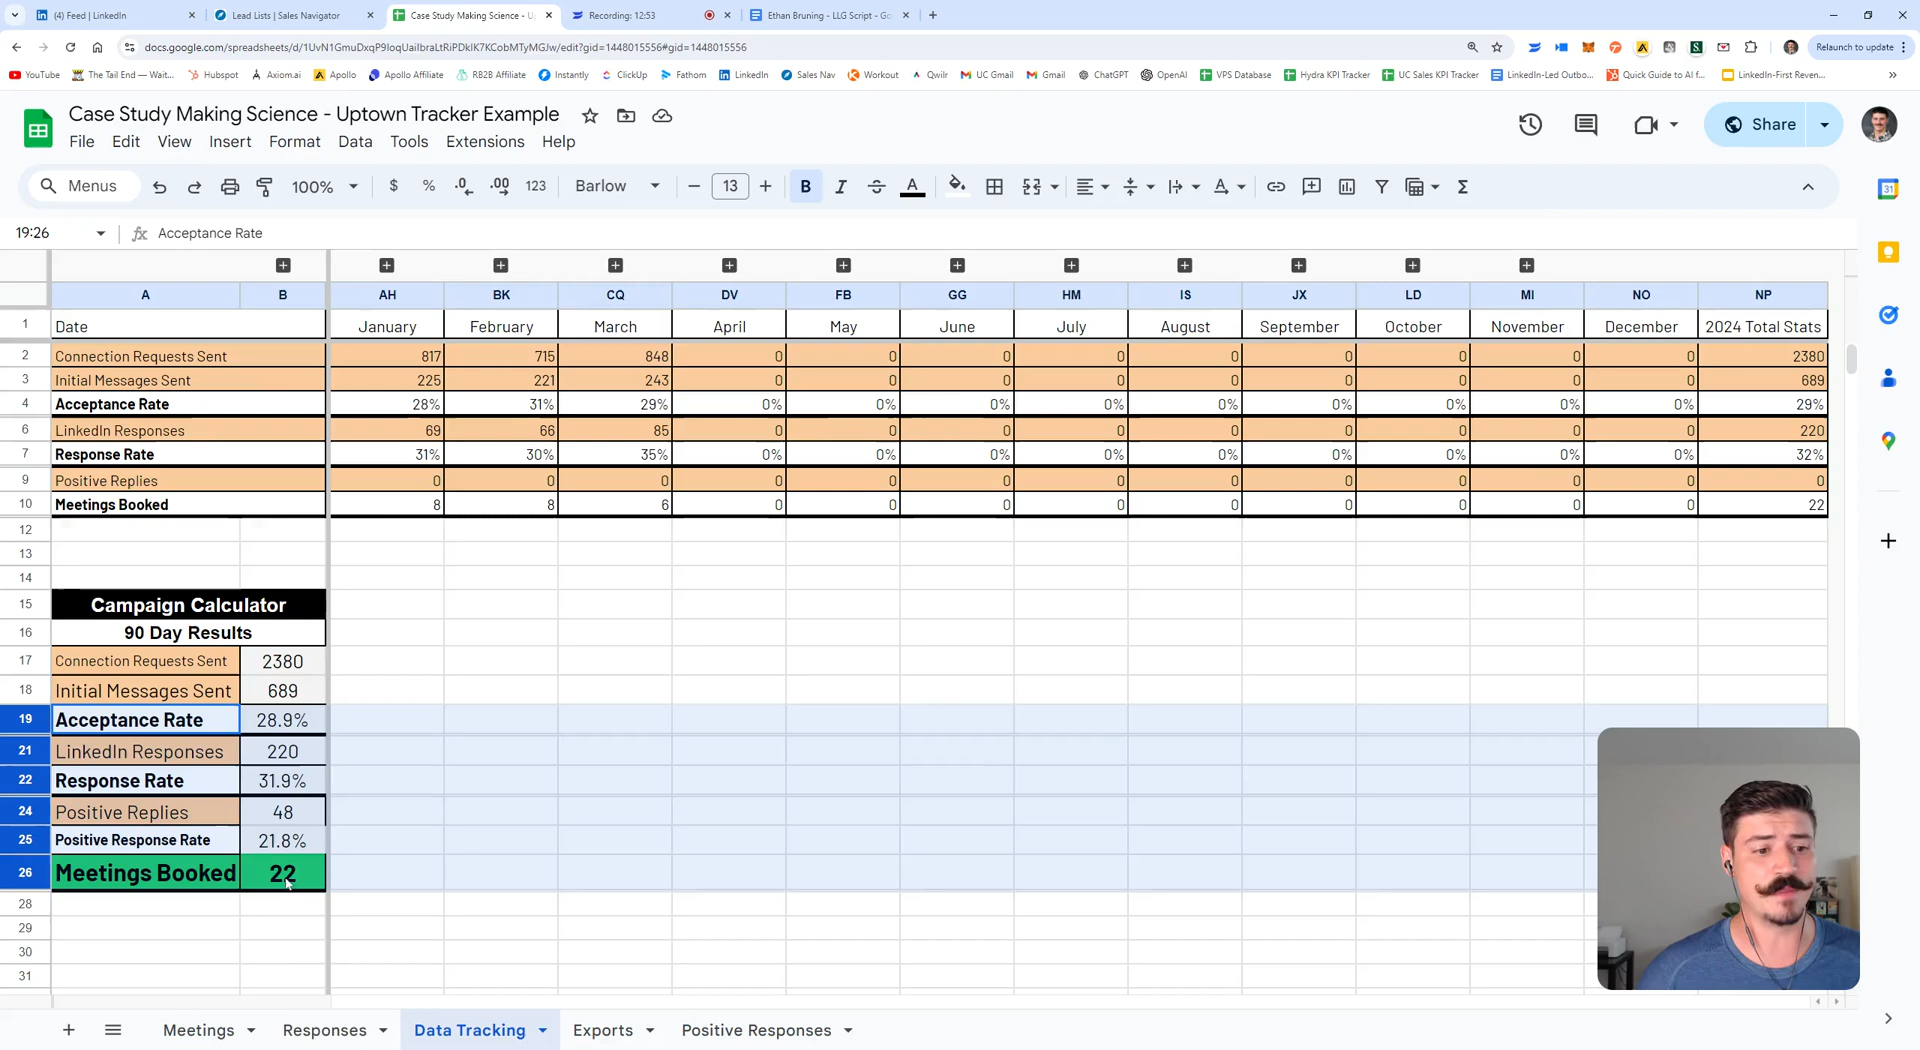 (4) Feed | LinkedIn
Lead Lists | Sales Navigator
Case Study Making Science - U
Recording: 12:53
Ethan Bruning - LLG Script - Go
docs.google.com/spreadsheets/d/1UvN1GmuDxqP9IoqUaiIbraLtRiPDkIK7KCobMTyMGJw/edit?gid=1448015556#gid=1448015556
Relaunch to update
YouTube
The Tail End — Wait...
Hubspot
Axiom.ai
Apollo
Apollo Affiliate
RB2B Affiliate
Instantly
ClickUp
Fathom
LinkedIn
Sales Nav
Workout
Qwilr
UC Gmail
Gmail
ChatGPT
OpenAI
VPS Database
Hydra KPI Tracker
UC Sales KPI Tracker
LinkedIn-Led Outbo...
Quick Guide to AI f...
LinkedIn-First Reven...
Case Study Making Science - Uptown Tracker Example
File Edit View Insert Format Data Tools Extensions Help
Share
Menus 100% $ % .0 .00 123 Barlow 13 B I A
31
19:26 fx Acceptance Rate
A B AH BK CQ DV FB GG HM IS JX LD MI NO NP
1 Date January February March April May June July August September October November December 2024 Total Stats
2 Connection Requests Sent 817 715 848 0 0 0 0 0 0 0 0 0 2380
3 Initial Messages Sent 225 221 243 0 0 0 0 0 0 0 0 0 689
4 Acceptance Rate 28% 31% 29% 0% 0% 0% 0% 0% 0% 0% 0% 0% 29%
6 LinkedIn Responses 69 66 85 0 0 0 0 0 0 0 0 0 220
7 Response Rate 31% 30% 35% 0% 0% 0% 0% 0% 0% 0% 0% 0% 32%
9 Positive Replies 0 0 0 0 0 0 0 0 0 0 0 0 0
10 Meetings Booked 8 8 6 0 0 0 0 0 0 0 0 0 22
12
13
14
15 Campaign Calculator
16 90 Day Results
17 Connection Requests Sent 2380
18 Initial Messages Sent 689
19 Acceptance Rate 28.9%
21 LinkedIn Responses 220
22 Response Rate 31.9%
24 Positive Replies 48
25 Positive Response Rate 21.8%
26 Meetings Booked 22
28
29
30
31
Meetings Responses Data Tracking Exports Positive Responses